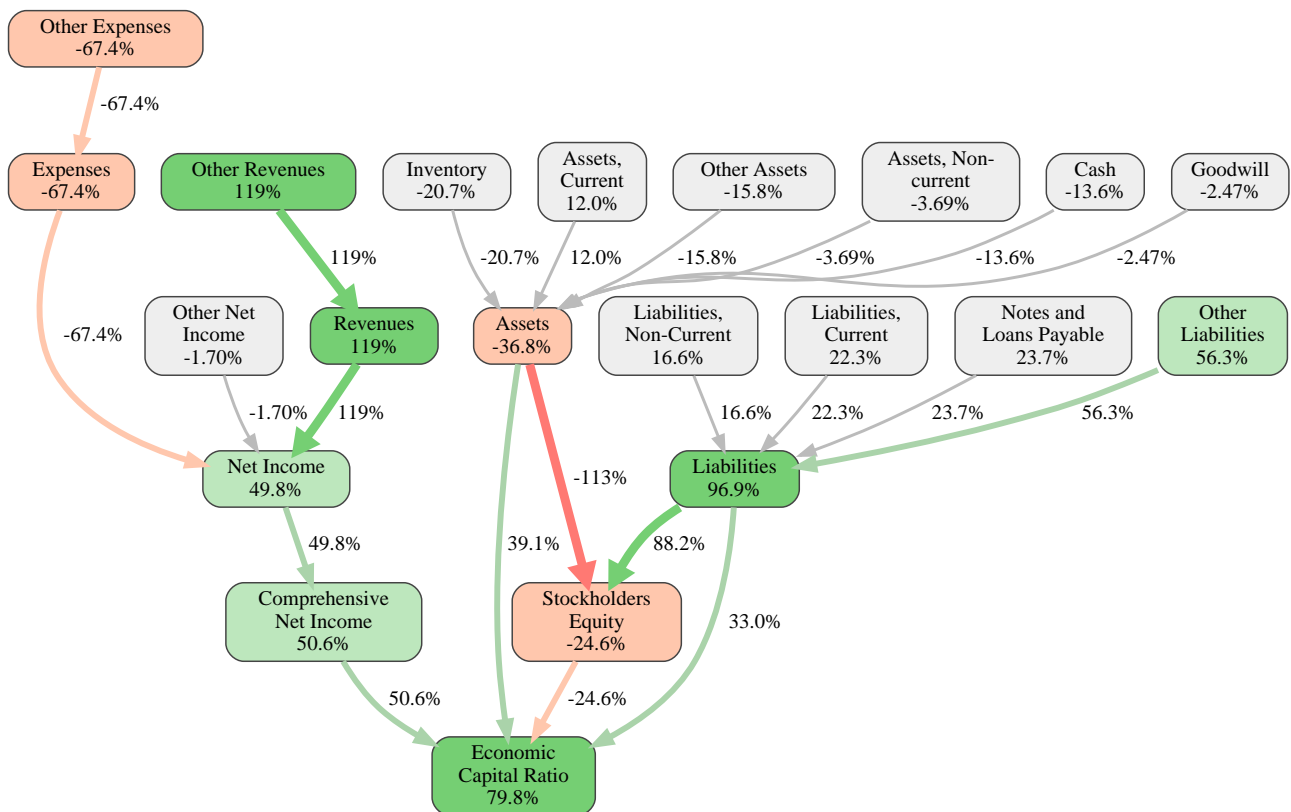 Other Expenses
-67.4%
-67.4%
Expenses
-67.4%
Other Revenues
119%
Inventory
-20.7%
Assets,
Current
12.0%
Other Assets
-15.8%
Assets, Non-
current
-3.69%
Cash
-13.6%
Goodwill
-2.47%
119%
-20.7%
12.0%
-15.8%
-3.69%
-13.6%
-2.47%
-67.4%
Other Net
Income
-1.70%
Revenues
119%
Assets
-36.8%
Liabilities,
Non-Current
16.6%
Liabilities,
Current
22.3%
Notes and
Loans Payable
23.7%
Other
Liabilities
56.3%
-1.70%
119%
16.6%
22.3%
23.7%
56.3%
Net Income
49.8%
-113%
Liabilities
96.9%
49.8%
39.1%
88.2%
Comprehensive
Net Income
50.6%
Stockholders
Equity
-24.6%
33.0%
50.6%
-24.6%
Economic
Capital Ratio
79.8%